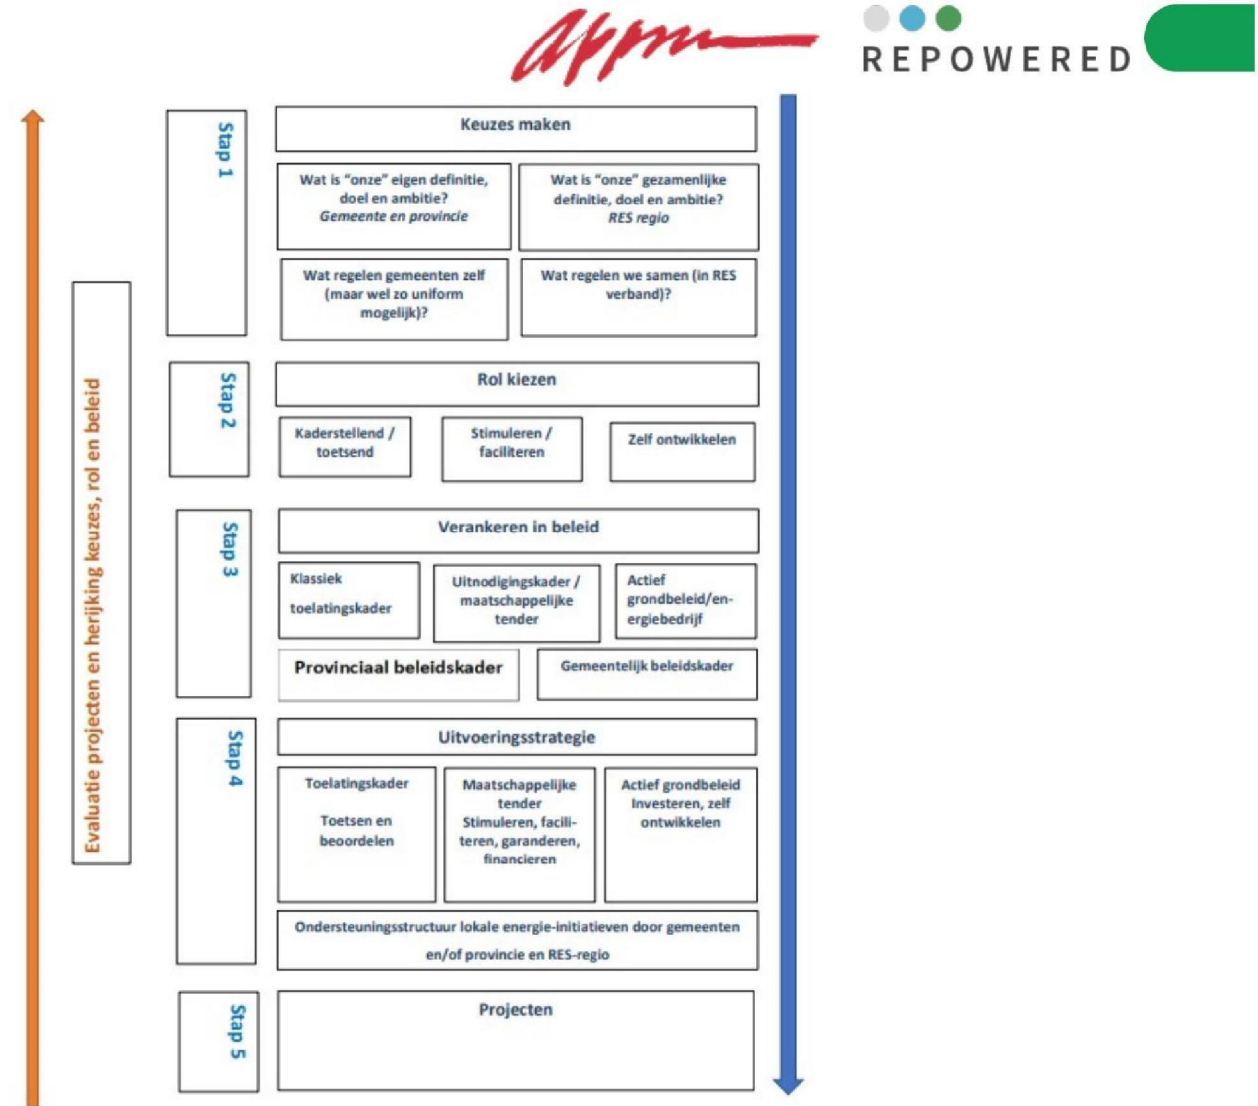 appm
REPOWERED
Stap 1
Keuzes maken
Wat is “onze” eigen definitie,
doel en ambitie?
Gemeente en provincie
Wat is “onze” gezamenlijke
definitie, doel en ambitie?
RES regio
Wat regelen gemeenten zelf
(maar wel zo uniform
mogelijk)?
Wat regelen we samen (in RES
verband)?
Evaluatie projecten en herijking keuzes, rol en beleid
Stap 2
Rol kiezen
Kaderstellend /
toetsend
Stimuleren /
faciliteren
Zelf ontwikkelen
Stap 3
Verankeren in beleid
Klassiek
toelatingskader
Uitnodigingskader /
maatschappelijke
tender
Actief
grondbeleid/en-
ergiebedrijf
Provinciaal beleidskader
Gemeentelijk beleidskader
Stap 4
Uitvoeringsstrategie
Toelatingskader
Toetsen en
beoordelen
Maatschappelijke
tender
Stimuleren, facili-
teren, garanderen,
financieren
Actief grondbeleid
Investeren, zelf
ontwikkelen
Ondersteuningsstructuur lokale energie-initiatieven door gemeenten
en/of provincie en RES-regio
Stap 5
Projecten